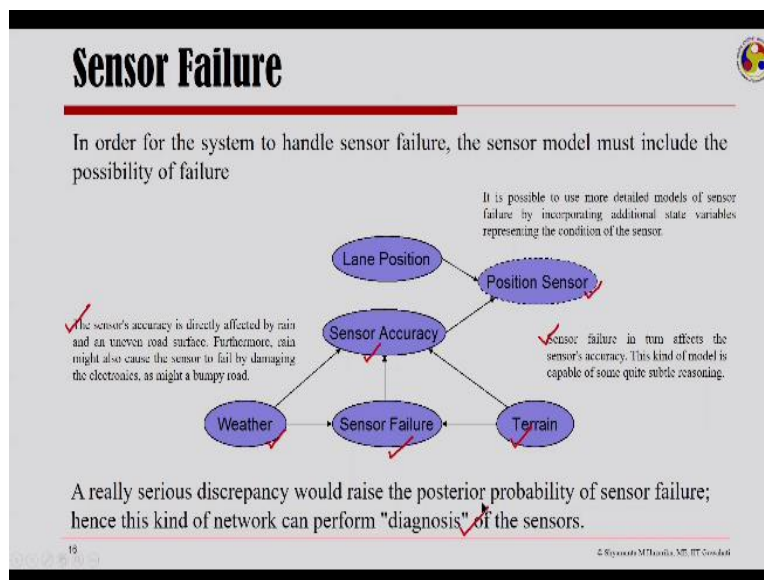 Sensor Failure
In order for the system to handle sensor failure, the sensor model must include the
possibility of failure
It is possible to use more detailed models of sensor
failure by incorporating additional state variables
representing the condition of the sensor.
Lane Position
Position Sensor
The sensor's accuracy is directly affected by rain
and an uneven road surface. Furthermore, rain
might also cause the sensor to fail by damaging
the electronics, as might a bumpy road.
Sensor Accuracy
Sensor failure in turn affects the
sensor's accuracy. This kind of model is
capable of some quite subtle reasoning.
Weather
Sensor Failure
Terrain
A really serious discrepancy would raise the posterior probability of sensor failure;
hence this kind of network can perform "diagnosis" of the sensors.
16
© Shyamanta M Hazarika, ME, IIT Guwahati